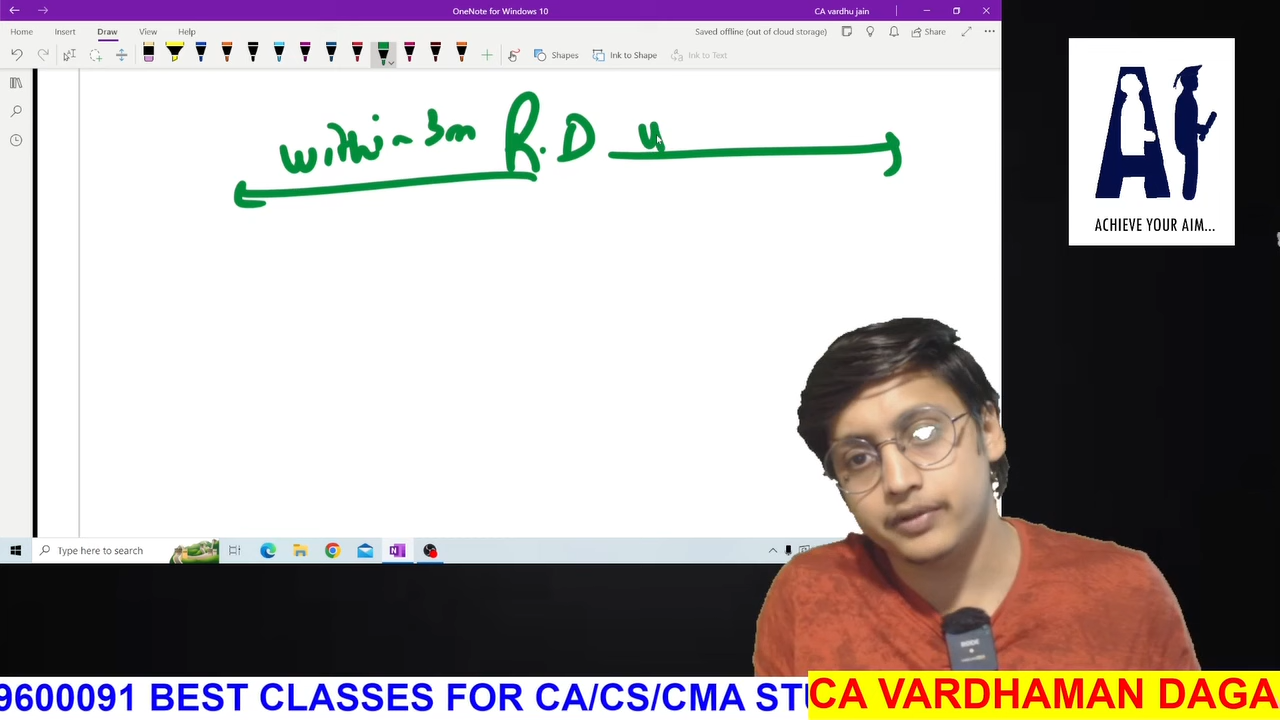 OneNote for Windows 10
CA vardhu jain
Home Insert Draw View Help
Saved offline (out of cloud storage)
Share
Shapes
Ink to Shape
Ink to Text
within 3m R.D
ACHIEVE YOUR AIM...
Type here to search
9600091 BEST CLASSES FOR CA/CS/CMA STU
CA VARDHAMAN DAGA